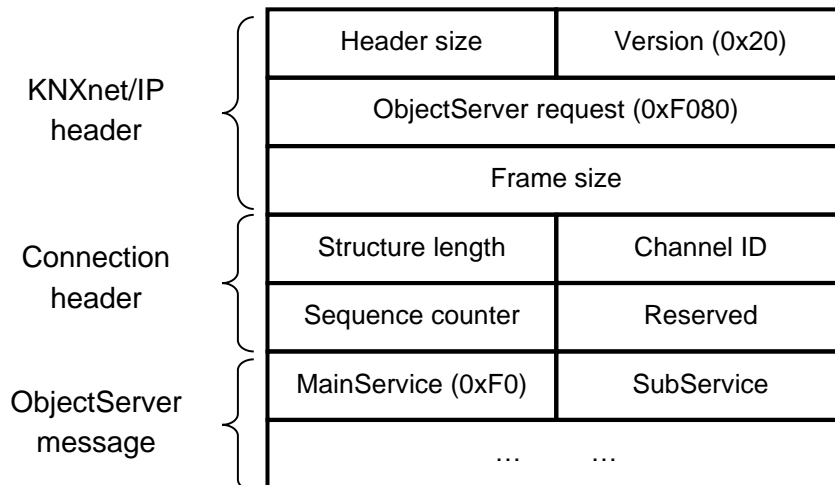 KNXnet/IP
header
Header size
Version (0x20)
ObjectServer request (0xF080)
Frame size
Connection
header
Structure length
Channel ID
Sequence counter
Reserved
ObjectServer
message
MainService (0xF0)
SubService
… …